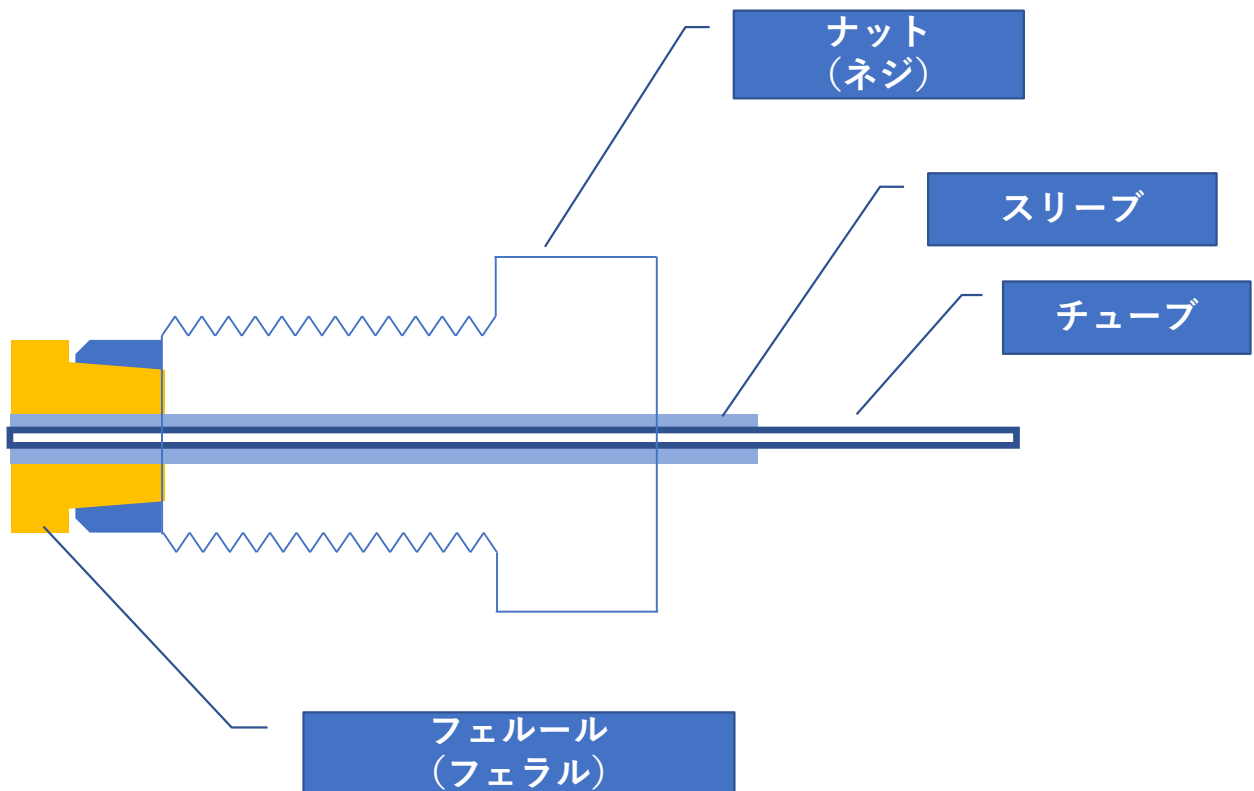 ナット
（ネジ）
スリーブ
チューブ
フェルール
（フェラル）